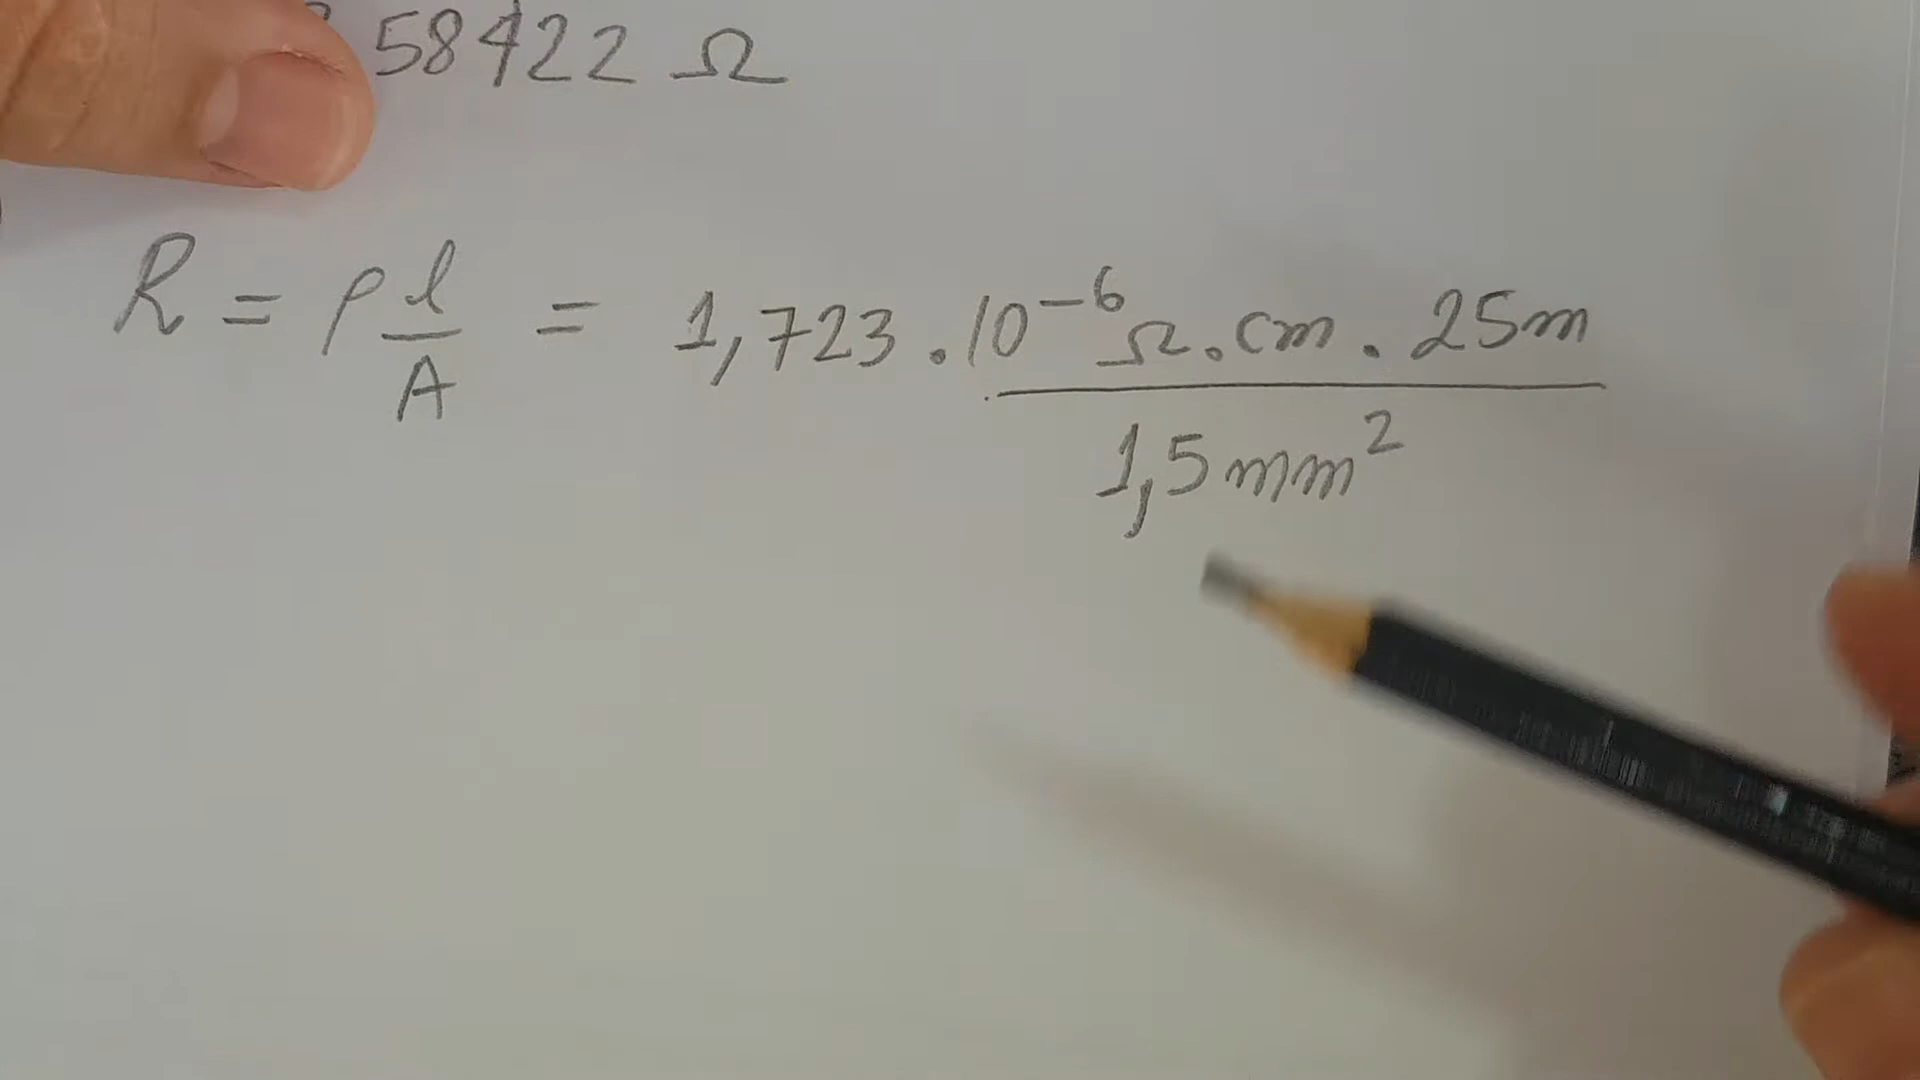 58422 Ω
R = ρ l/A = 1,723 . 10⁻⁶ Ω.cm . 25m
1,5 mm²